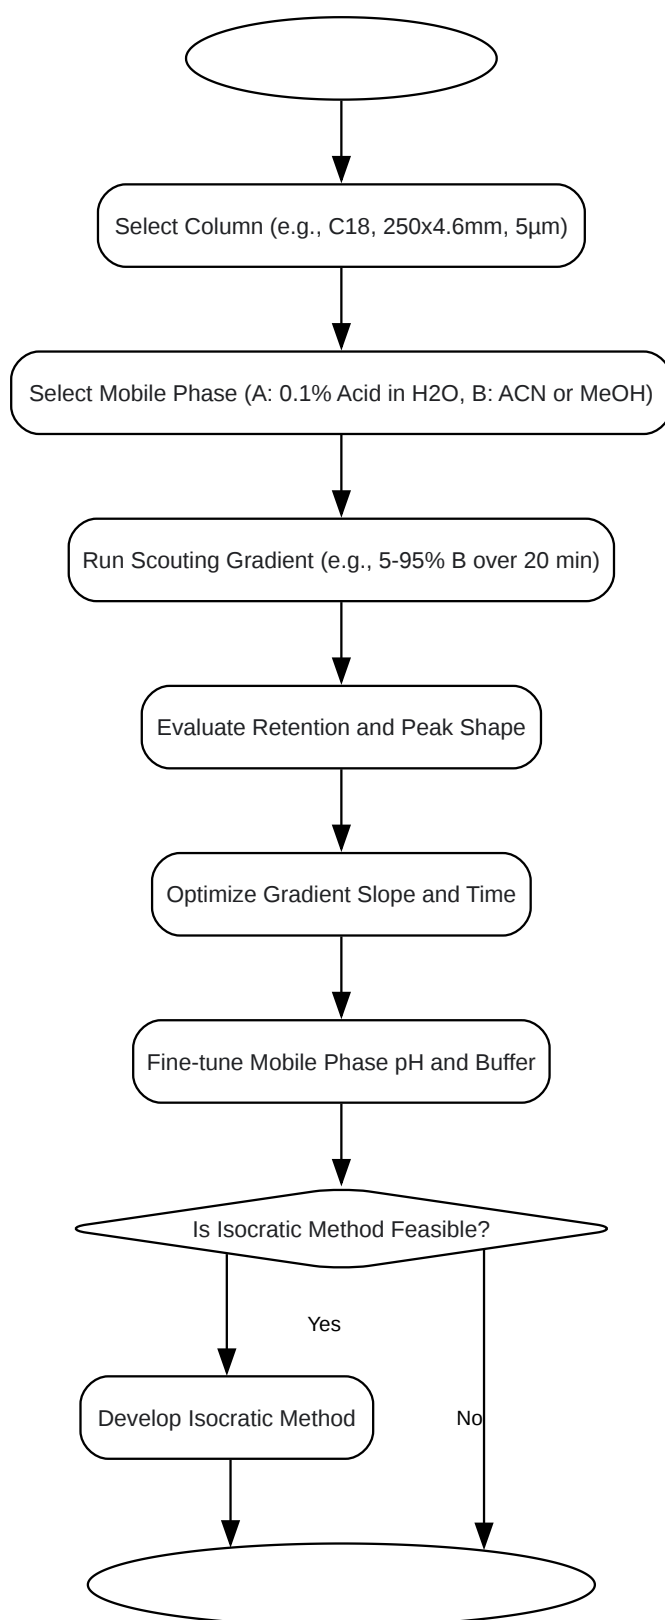 Select Column (e.g., C18, 250x4.6mm, 5µm)
Select Mobile Phase (A: 0.1% Acid in H2O, B: ACN or MeOH)
Run Scouting Gradient (e.g., 5-95% B over 20 min)
Evaluate Retention and Peak Shape
Optimize Gradient Slope and Time
Fine-tune Mobile Phase pH and Buffer
Is Isocratic Method Feasible?
Yes
Develop Isocratic Method
No